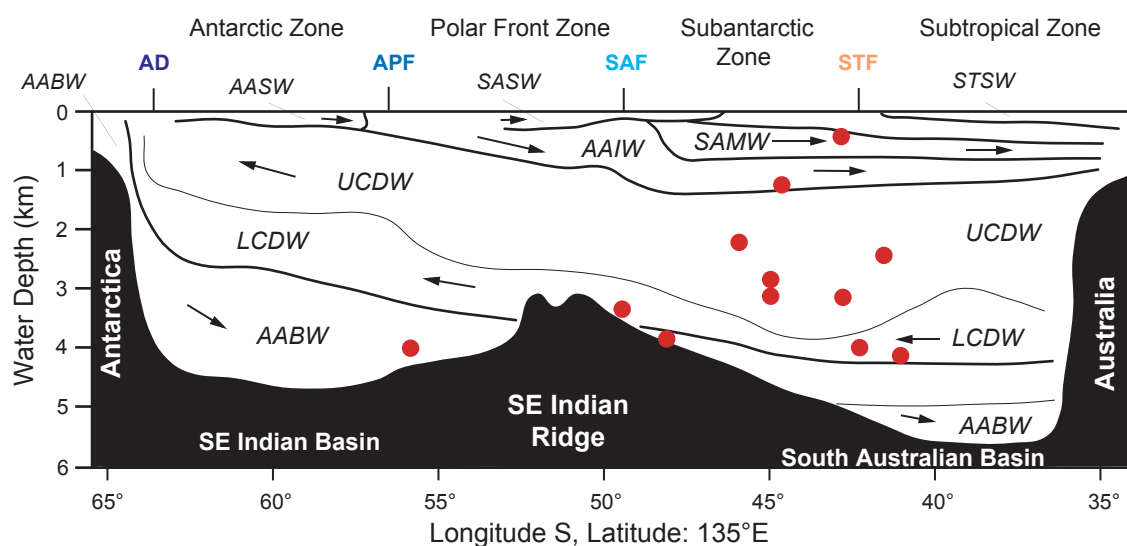 Antarctic Zone
Polar Front Zone
Subantarctic
Zone
Subtropical Zone
AD
APF
SAF
STF
AABW
AASW
SASW
STSW
0
1
2
3
4
5
6
Water Depth (km)
AAIW
SAMW
UCDW
UCDW
LCDW
LCDW
AABW
AABW
Antarctica
Australia
SE Indian
Ridge
SE Indian Basin
South Australian Basin
65°
60°
55°
50°
45°
40°
35°
Longitude S, Latitude: 135°E